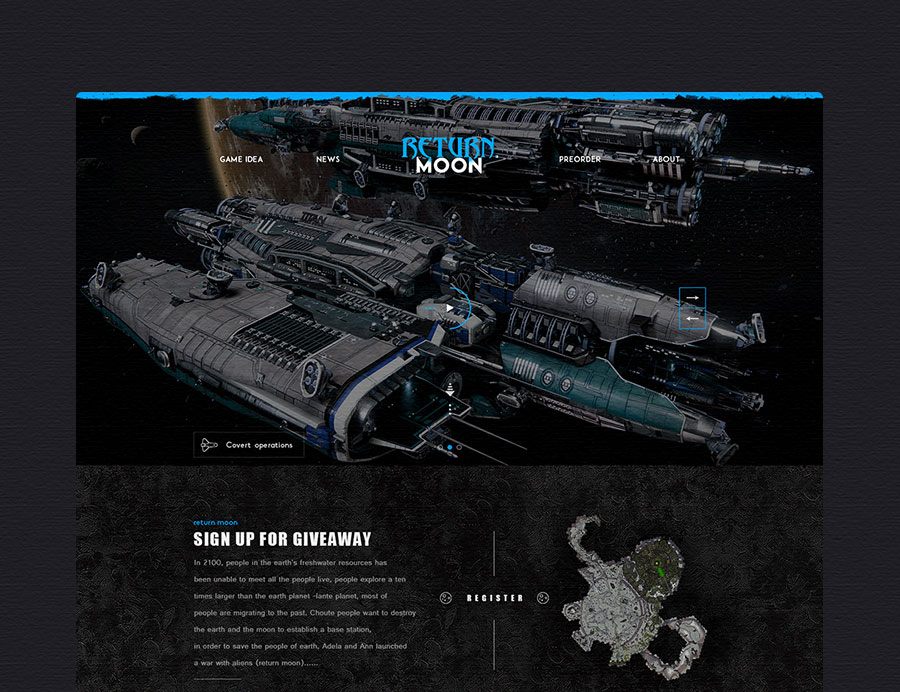 GAME IDEA
NEWS
RETURN
MOON
PREORDER
ABOUT
TITAN
Covert operations
return moon
SIGN UP FOR GIVEAWAY
In 2100, people in the earth's freshwater resources has
been unable to meet all the people live, people explore a ten
times larger than the earth planet -lante planet, most of
people are migrating to the past. Choute people want to destroy
the earth and the moon to establish a base station,
in order to save the people of earth, Adela and Ann launched
a war with aliens (return moon)......
REGISTER